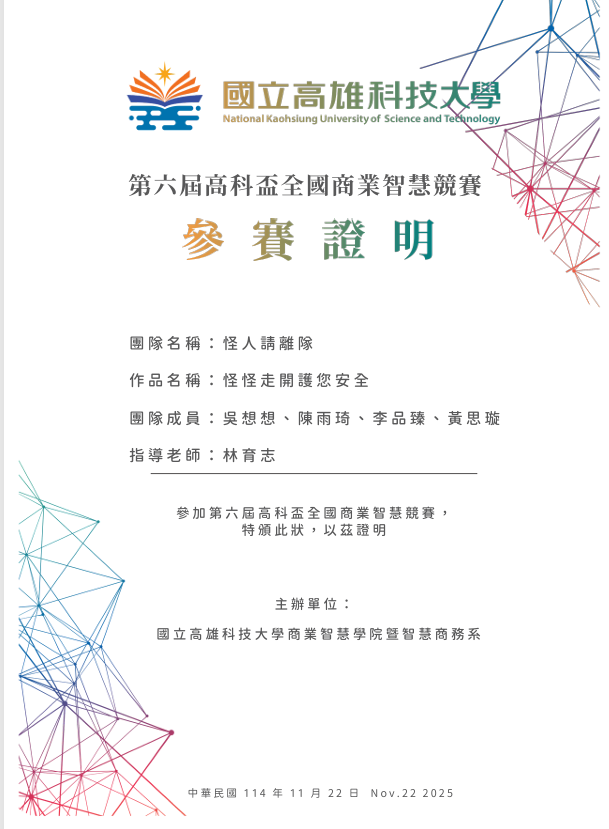 國立高雄科技大學
National Kaohsiung University of Science and Technology
第六屆高科盃全國商業智慧競賽
參賽證明
團隊名稱：怪人請離隊
作品名稱：怪怪走開護您安全
團隊成員：吳想想、陳雨琦、李品臻、黃思璇
指導老師：林育志
參加第六屆高科盃全國商業智慧競賽，
特頒此狀，以茲證明
主辦單位：
國立高雄科技大學商業智慧學院暨智慧商務系
中華民國 114 年 11 月 22 日 Nov.22 2025